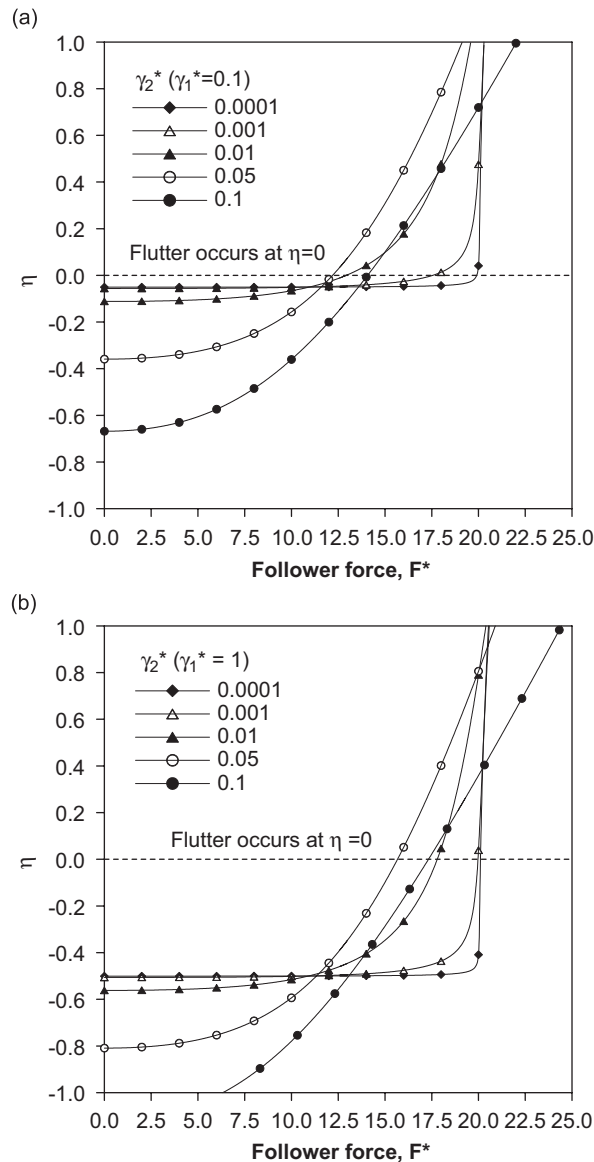 (a)
1.0
0.8
0.6
0.4
0.2
0.0
-0.2
-0.4
-0.6
-0.8
-1.0
η
γ2* (γ1*=0.1)
0.0001
0.001
0.01
0.05
0.1
Flutter occurs at η=0
0.0 2.5 5.0 7.5 10.0 12.5 15.0 17.5 20.0 22.5 25.0
Follower force, F*
(b)
1.0
0.8
0.6
0.4
0.2
0.0
-0.2
-0.4
-0.6
-0.8
-1.0
η
γ2* (γ1* = 1)
0.0001
0.001
0.01
0.05
0.1
Flutter occurs at η =0
0.0 2.5 5.0 7.5 10.0 12.5 15.0 17.5 20.0 22.5 25.0
Follower force, F*